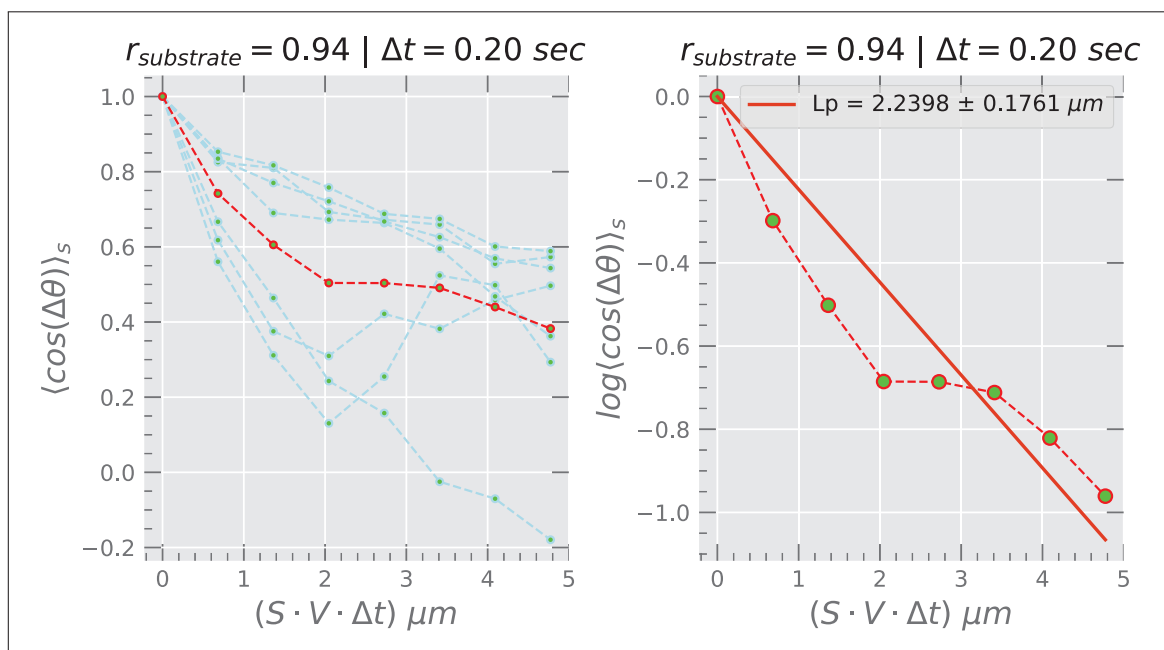 r_substrate = 0.94 | Δt = 0.20 sec
⟨cos(Δθ)⟩_s
1.0
0.8
0.6
0.4
0.2
0.0
−0.2
0 1 2 3 4 5
(S · V · Δt) μm
r_substrate = 0.94 | Δt = 0.20 sec
Lp = 2.2398 ± 0.1761 μm
log⟨cos(Δθ)⟩_s
0.0
−0.2
−0.4
−0.6
−0.8
−1.0
0 1 2 3 4 5
(S · V · Δt) μm